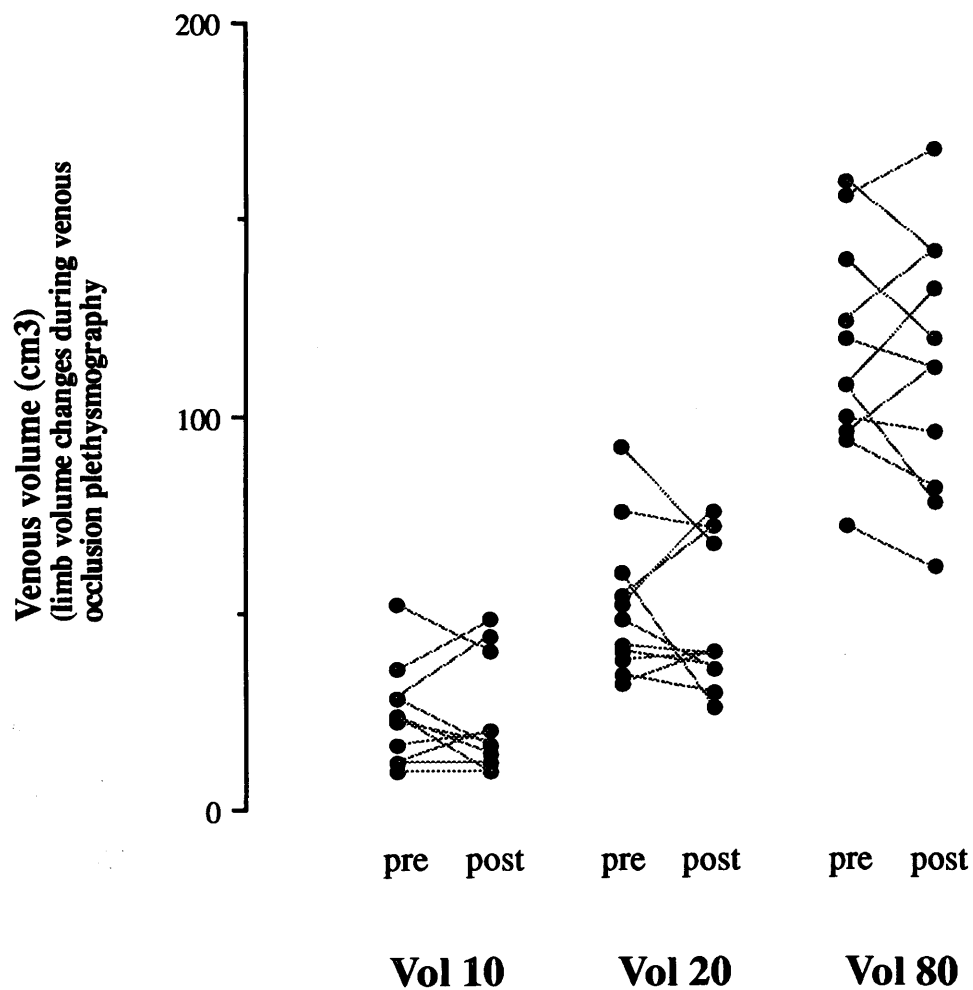 200
100
0
Venous volume (cm3)
(limb volume changes during venous
occlusion plethysmography
pre post pre post pre post
Vol 10 Vol 20 Vol 80